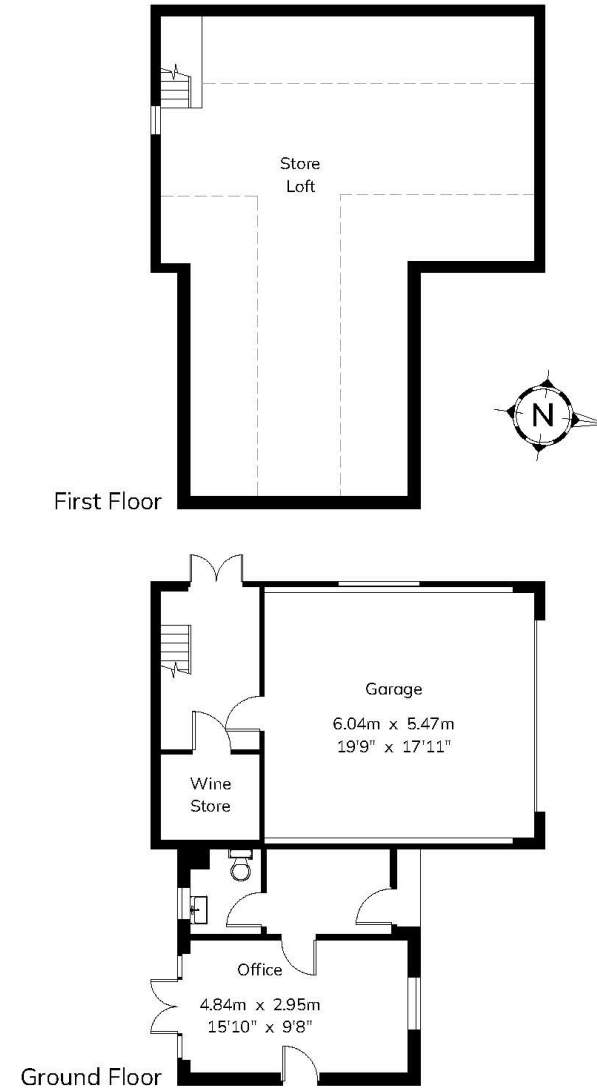 Store
Loft
N
First Floor
Garage
6.04m x 5.47m
19'9" x 17'11"
Wine
Store
Office
4.84m x 2.95m
15'10" x 9'8"
Ground Floor